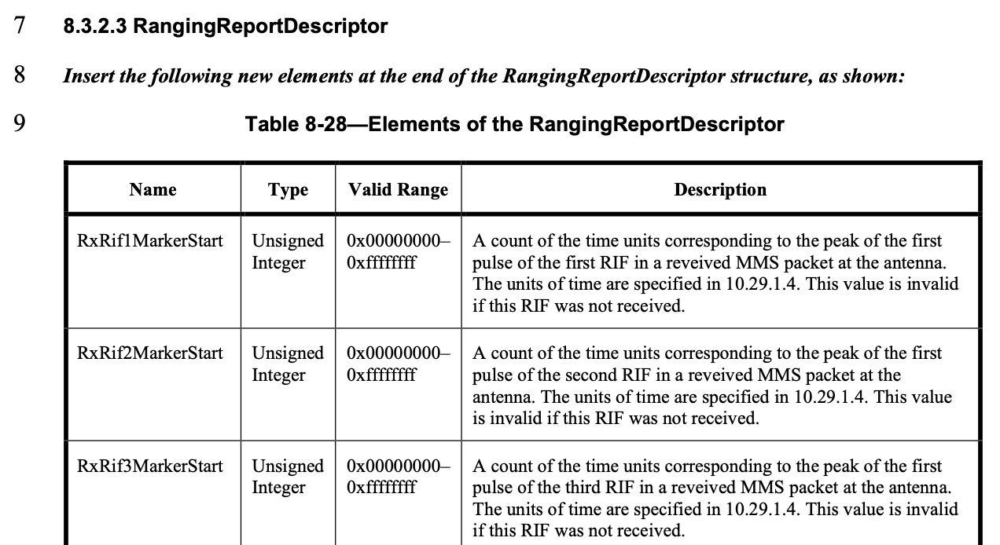 7 8.3.2.3 RangingReportDescriptor
8 Insert the following new elements at the end of the RangingReportDescriptor structure, as shown:
9 Table 8-28—Elements of the RangingReportDescriptor
Name Type Valid Range Description
RxRif1MarkerStart Unsigned 0x00000000– A count of the time units corresponding to the peak of the first
Integer 0xffffffff pulse of the first RIF in a reveived MMS packet at the antenna.
The units of time are specified in 10.29.1.4. This value is invalid
if this RIF was not received.
RxRif2MarkerStart Unsigned 0x00000000– A count of the time units corresponding to the peak of the first
Integer 0xffffffff pulse of the second RIF in a reveived MMS packet at the
antenna. The units of time are specified in 10.29.1.4. This value
is invalid if this RIF was not received.
RxRif3MarkerStart Unsigned 0x00000000– A count of the time units corresponding to the peak of the first
Integer 0xffffffff pulse of the third RIF in a reveived MMS packet at the antenna.
The units of time are specified in 10.29.1.4. This value is invalid
if this RIF was not received.